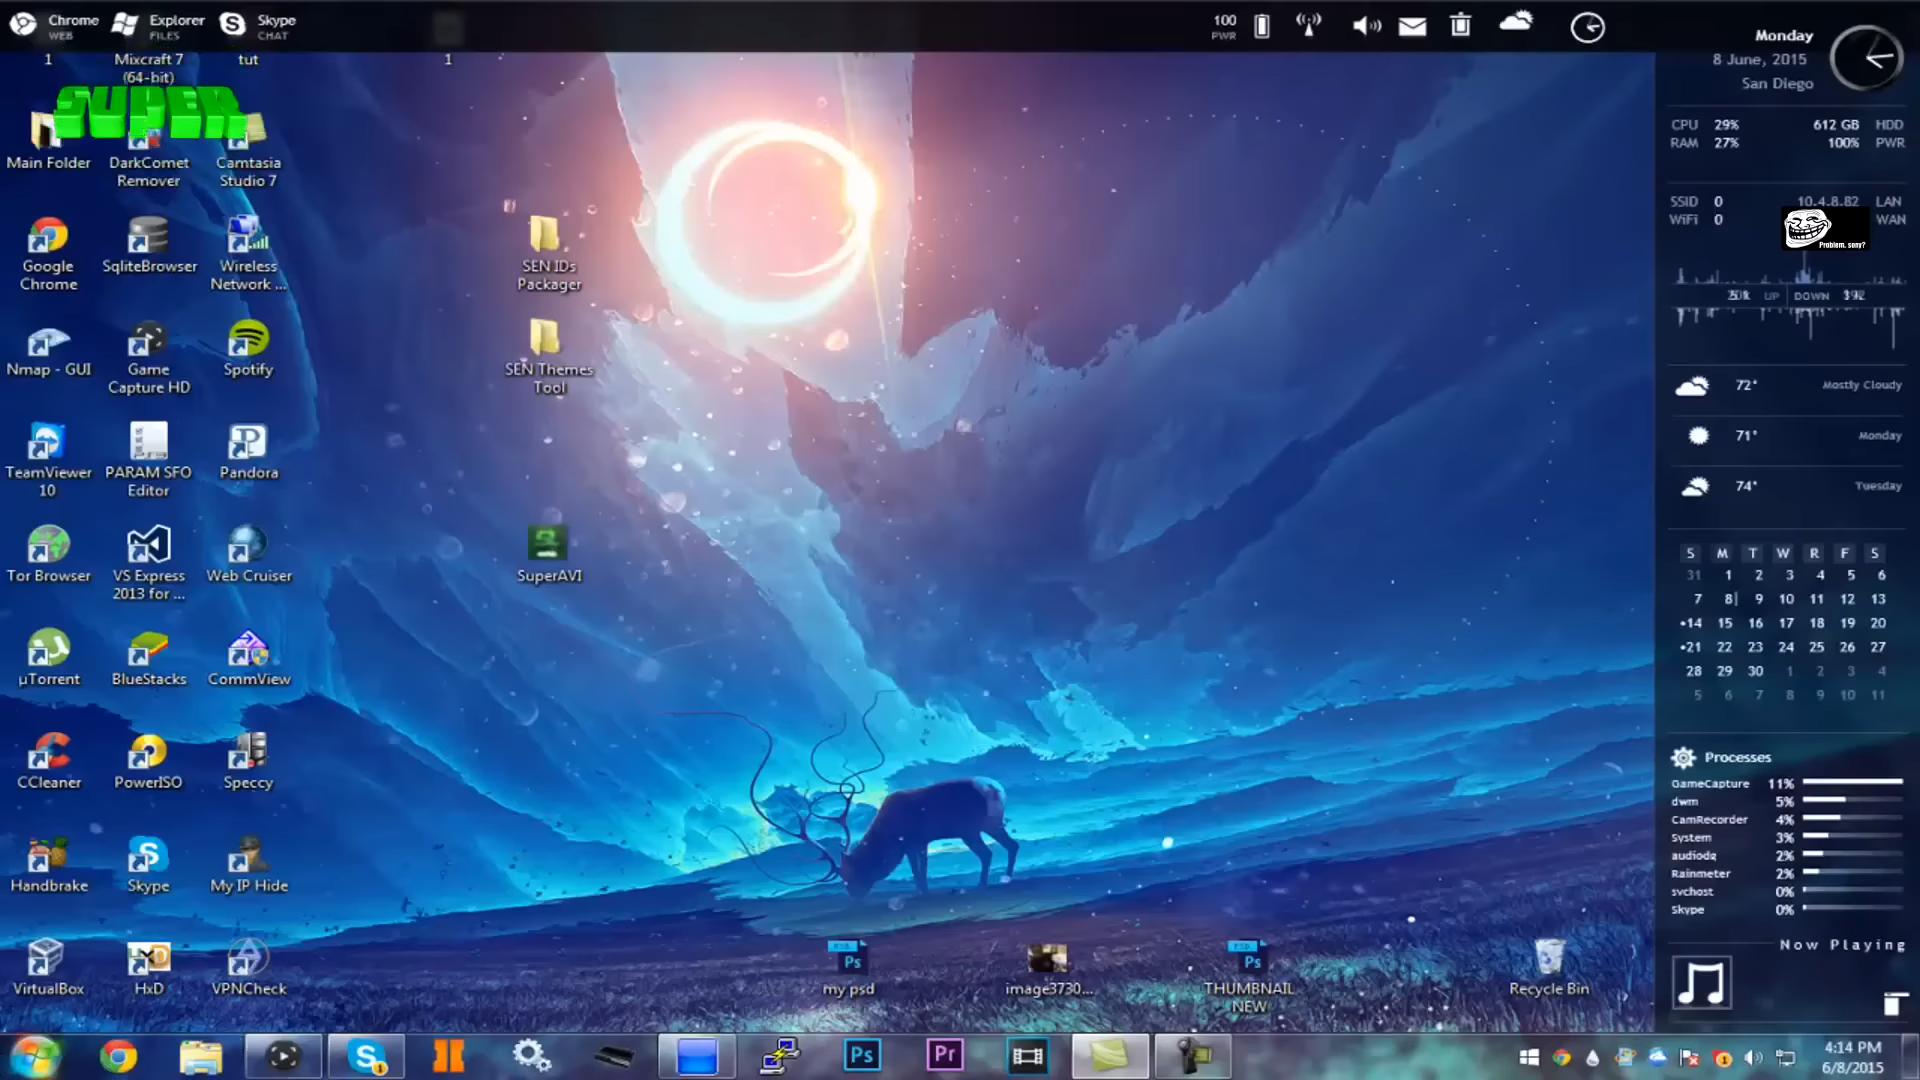 Chrome
WEB
Explorer
FILES
Skype
CHAT
100
PWR
Monday
8 June, 2015
San Diego
1
Mixcraft 7
(64-bit)
tut
1
SUPER
Main Folder
DarkComet
Remover
Camtasia
Studio 7
CPU 29% 612 GB HDD
RAM 27% 100% PWR
SSID 0 10.4.8.82 LAN
WiFi 0 WAN
Problem, sony?
UP DOWN
Google
Chrome
SqliteBrowser
Wireless
Network ...
SEN IDs
Packager
Nmap - GUI
Game
Capture HD
Spotify
SEN Themes
Tool
72° Mostly Cloudy
71° Monday
74° Tuesday
TeamViewer
10
PARAM SFO
Editor
Pandora
Tor Browser
VS Express
2013 for ...
Web Cruiser
SuperAVI
S M T W R F S
31 1 2 3 4 5 6
7 8 9 10 11 12 13
•14 15 16 17 18 19 20
•21 22 23 24 25 26 27
28 29 30 1 2 3 4
5 6 7 8 9 10 11
µTorrent
BlueStacks
CommView
CCleaner
PowerISO
Speccy
Processes
GameCapture 11%
dwm 5%
CamRecorder 4%
System 3%
audiodg 2%
Rainmeter 2%
svchost 0%
Skype 0%
Handbrake
Skype
My IP Hide
Now Playing
VirtualBox
HxD
VPNCheck
PSD
Ps
my psd
image3730...
PSD
Ps
THUMBNAIL
NEW
Recycle Bin
Ps
Pr
4:14 PM
6/8/2015